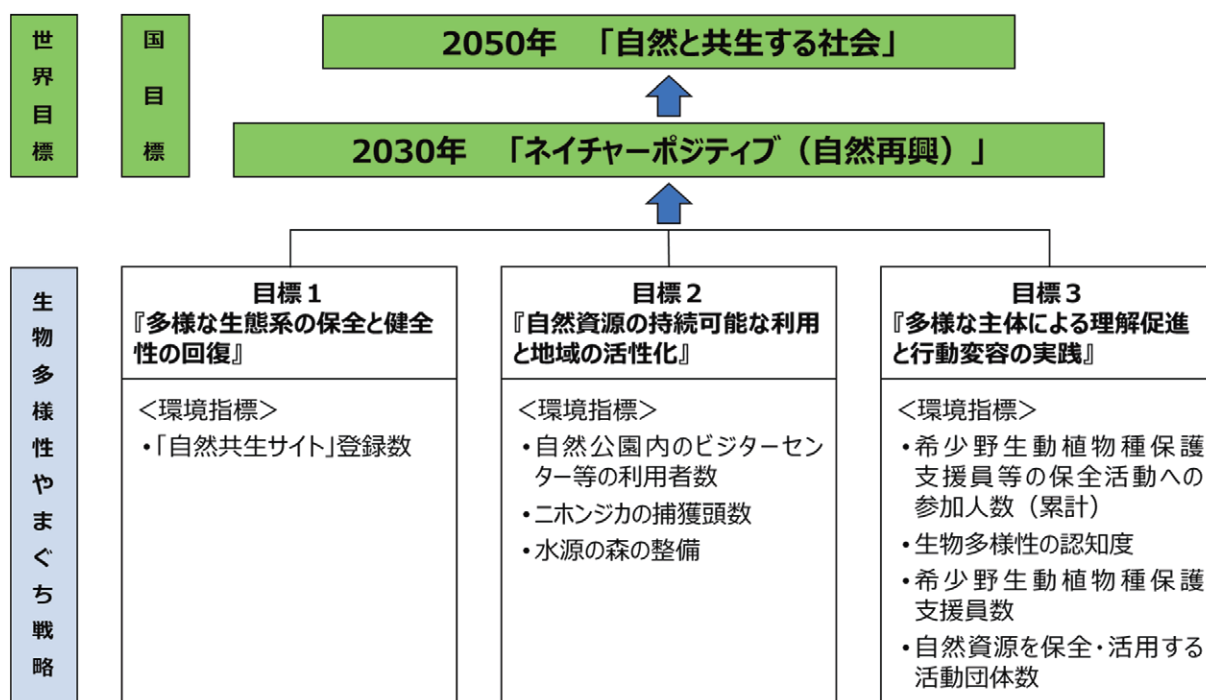 世界目標
国目標
2050年　「自然と共生する社会」
2030年　「ネイチャーポジティブ（自然再興）」
生物多様性やまぐち戦略
目標１
『多様な生態系の保全と健全
性の回復』
＜環境指標＞
・「自然共生サイト」登録数
目標２
『自然資源の持続可能な利用
と地域の活性化』
＜環境指標＞
・自然公園内のビジターセン
ター等の利用者数
・ニホンジカの捕獲頭数
・水源の森の整備
目標３
『多様な主体による理解促進
と行動変容の実践』
＜環境指標＞
・希少野生動植物種保護
支援員等の保全活動への
参加人数（累計）
・生物多様性の認知度
・希少野生動植物種保護
支援員数
・自然資源を保全・活用する
活動団体数